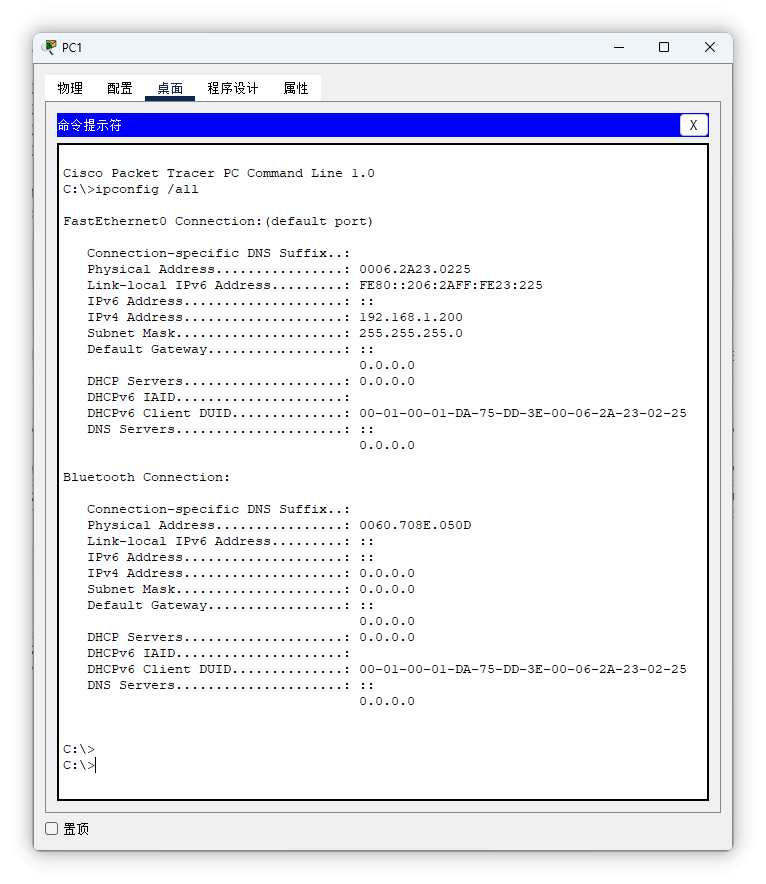 PC1
物理 配置 桌面 程序设计 属性
命令提示符 X
Cisco Packet Tracer PC Command Line 1.0
C:\>ipconfig /all
FastEthernet0 Connection:(default port)
Connection-specific DNS Suffix..:
Physical Address................: 0006.2A23.0225
Link-local IPv6 Address.........: FE80::206:2AFF:FE23:225
IPv6 Address....................: ::
IPv4 Address....................: 192.168.1.200
Subnet Mask.....................: 255.255.255.0
Default Gateway.................: ::
0.0.0.0
DHCP Servers....................: 0.0.0.0
DHCPv6 IAID.....................:
DHCPv6 Client DUID..............: 00-01-00-01-DA-75-DD-3E-00-06-2A-23-02-25
DNS Servers.....................: ::
0.0.0.0
Bluetooth Connection:
Connection-specific DNS Suffix..:
Physical Address................: 0060.708E.050D
Link-local IPv6 Address.........: ::
IPv6 Address....................: ::
IPv4 Address....................: 0.0.0.0
Subnet Mask.....................: 0.0.0.0
Default Gateway.................: ::
0.0.0.0
DHCP Servers....................: 0.0.0.0
DHCPv6 IAID.....................:
DHCPv6 Client DUID..............: 00-01-00-01-DA-75-DD-3E-00-06-2A-23-02-25
DNS Servers.....................: ::
0.0.0.0
C:\>
C:\>
置顶